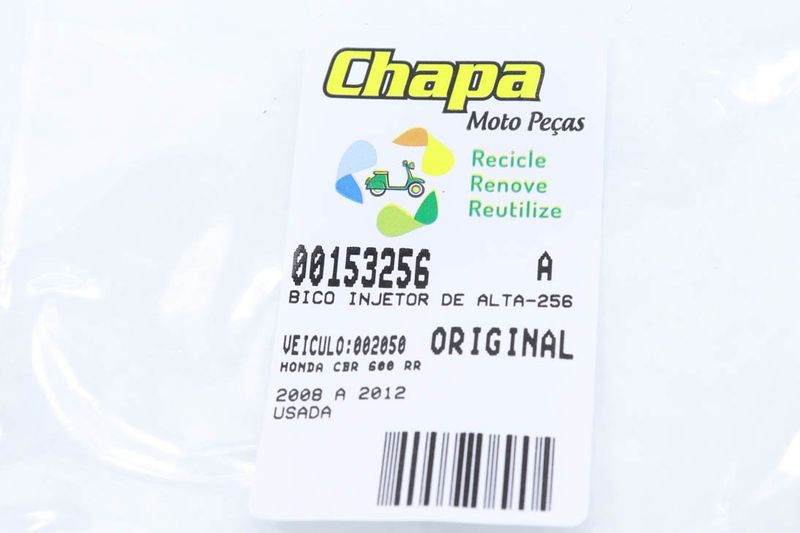 Chapa
Moto Peças
Recicle
Renove
Reutilize
00153256 A
BICO INJETOR DE ALTA-256
VEICULO:002050 ORIGINAL
HONDA CBR 600 RR
2008 A 2012
USADA